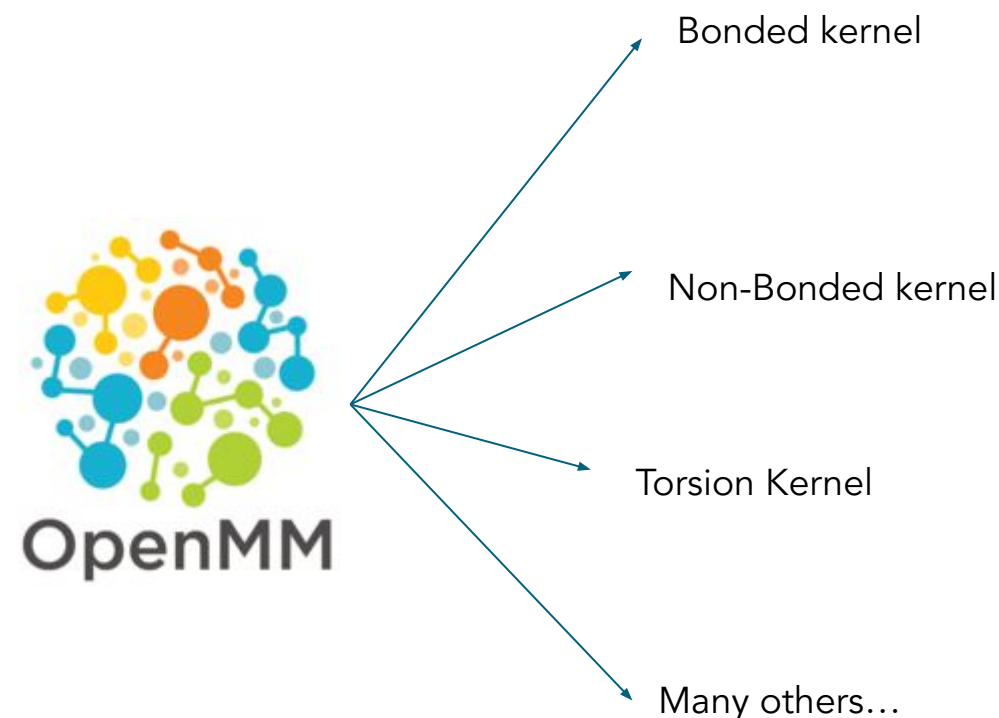 Bonded kernel
Non-Bonded kernel
Torsion Kernel
OpenMM
Many others…